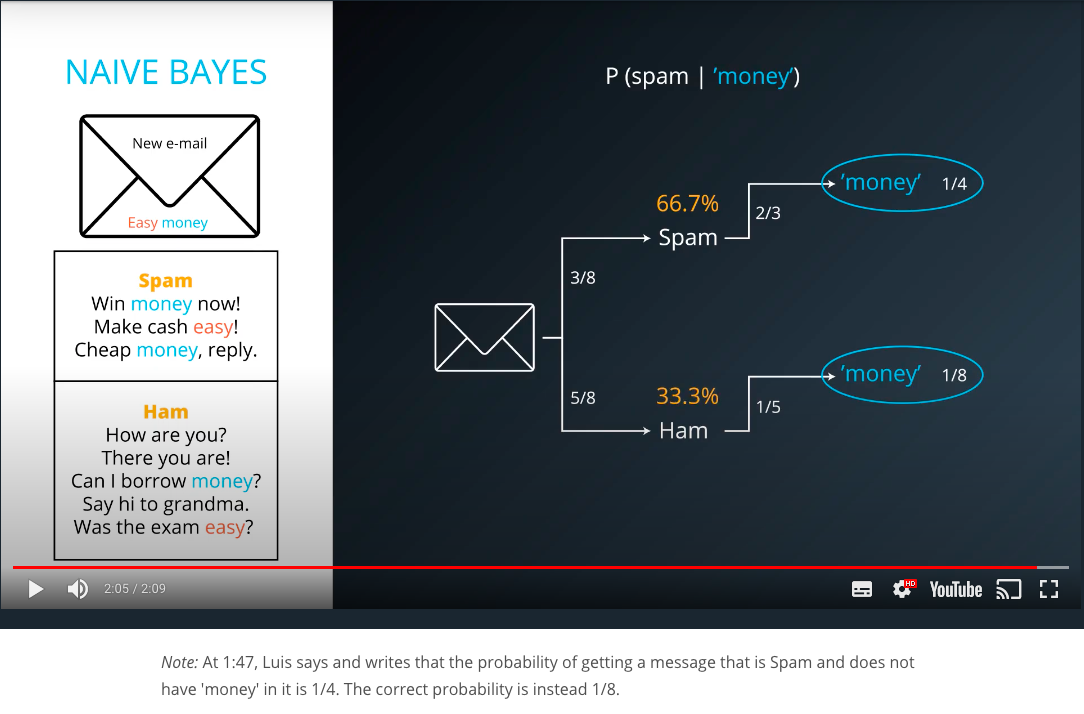 NAIVE BAYES
New e-mail
Easy money
Spam
Win money now!
Make cash easy!
Cheap money, reply.
Ham
How are you?
There you are!
Can I borrow money?
Say hi to grandma.
Was the exam easy?
P (spam | ’money’)
’money’ 1/4
66.7%
2/3
Spam
3/8
’money’ 1/8
5/8
33.3%
1/5
Ham
2:05 / 2:09
HD
YouTube
Note: At 1:47, Luis says and writes that the probability of getting a message that is Spam and does not
have 'money' in it is 1/4. The correct probability is instead 1/8.